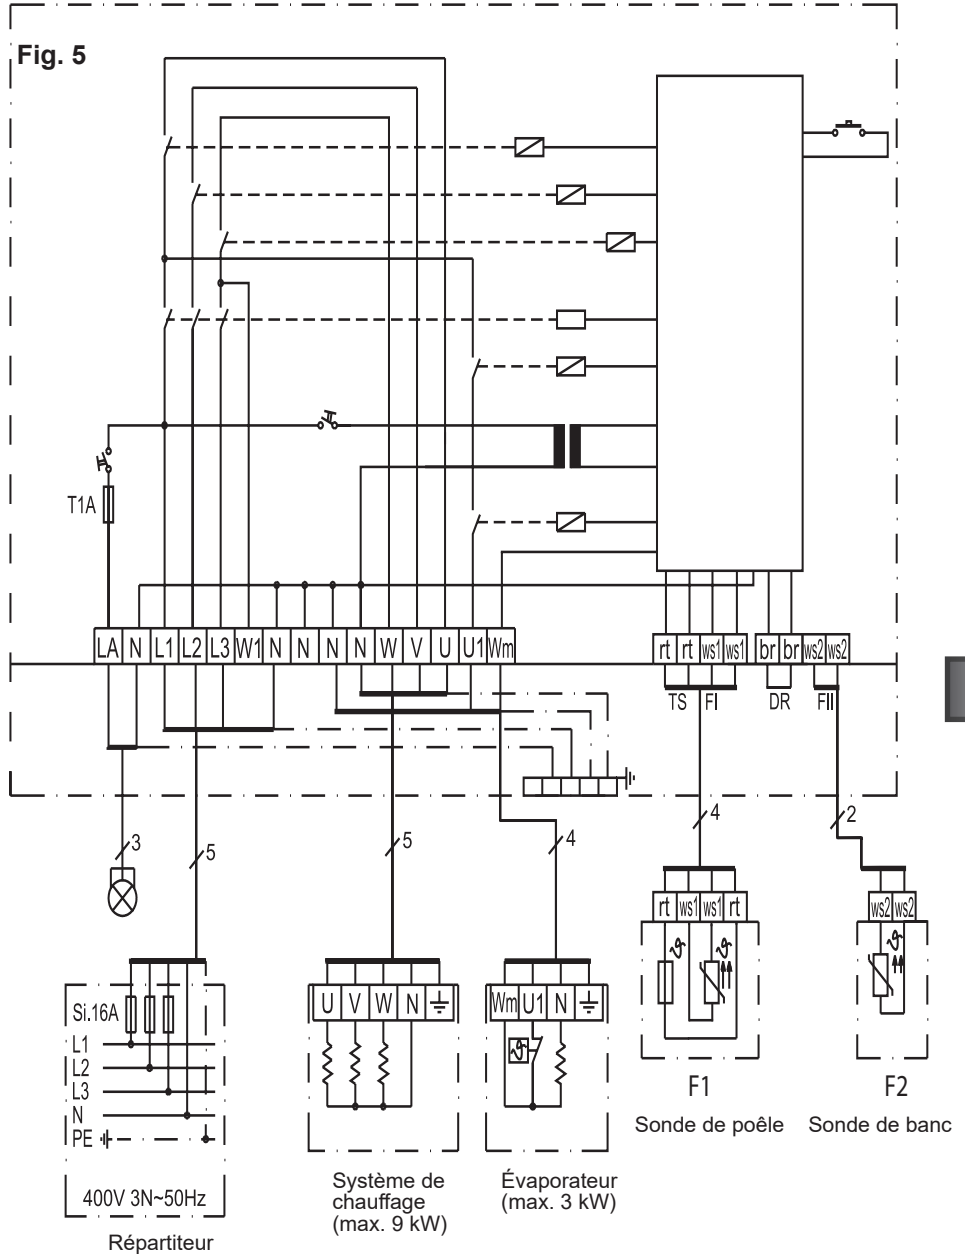 Fig. 5
T1A
LA N L1 L2 L3 W1 N N N N W V U U1 Wm
rt rt ws1 ws1 br br ws2 ws2
TS FI DR FII
3
5
5
4
4
2
rt ws1 ws1 rt
ws2 ws2
Si.16A
L1
L2
L3
N
PE
400V 3N~50Hz
Répartiteur
U V W N
Système de
chauffage
(max. 9 kW)
Wm U1 N
Évaporateur
(max. 3 kW)
F1
Sonde de poêle
F2
Sonde de banc